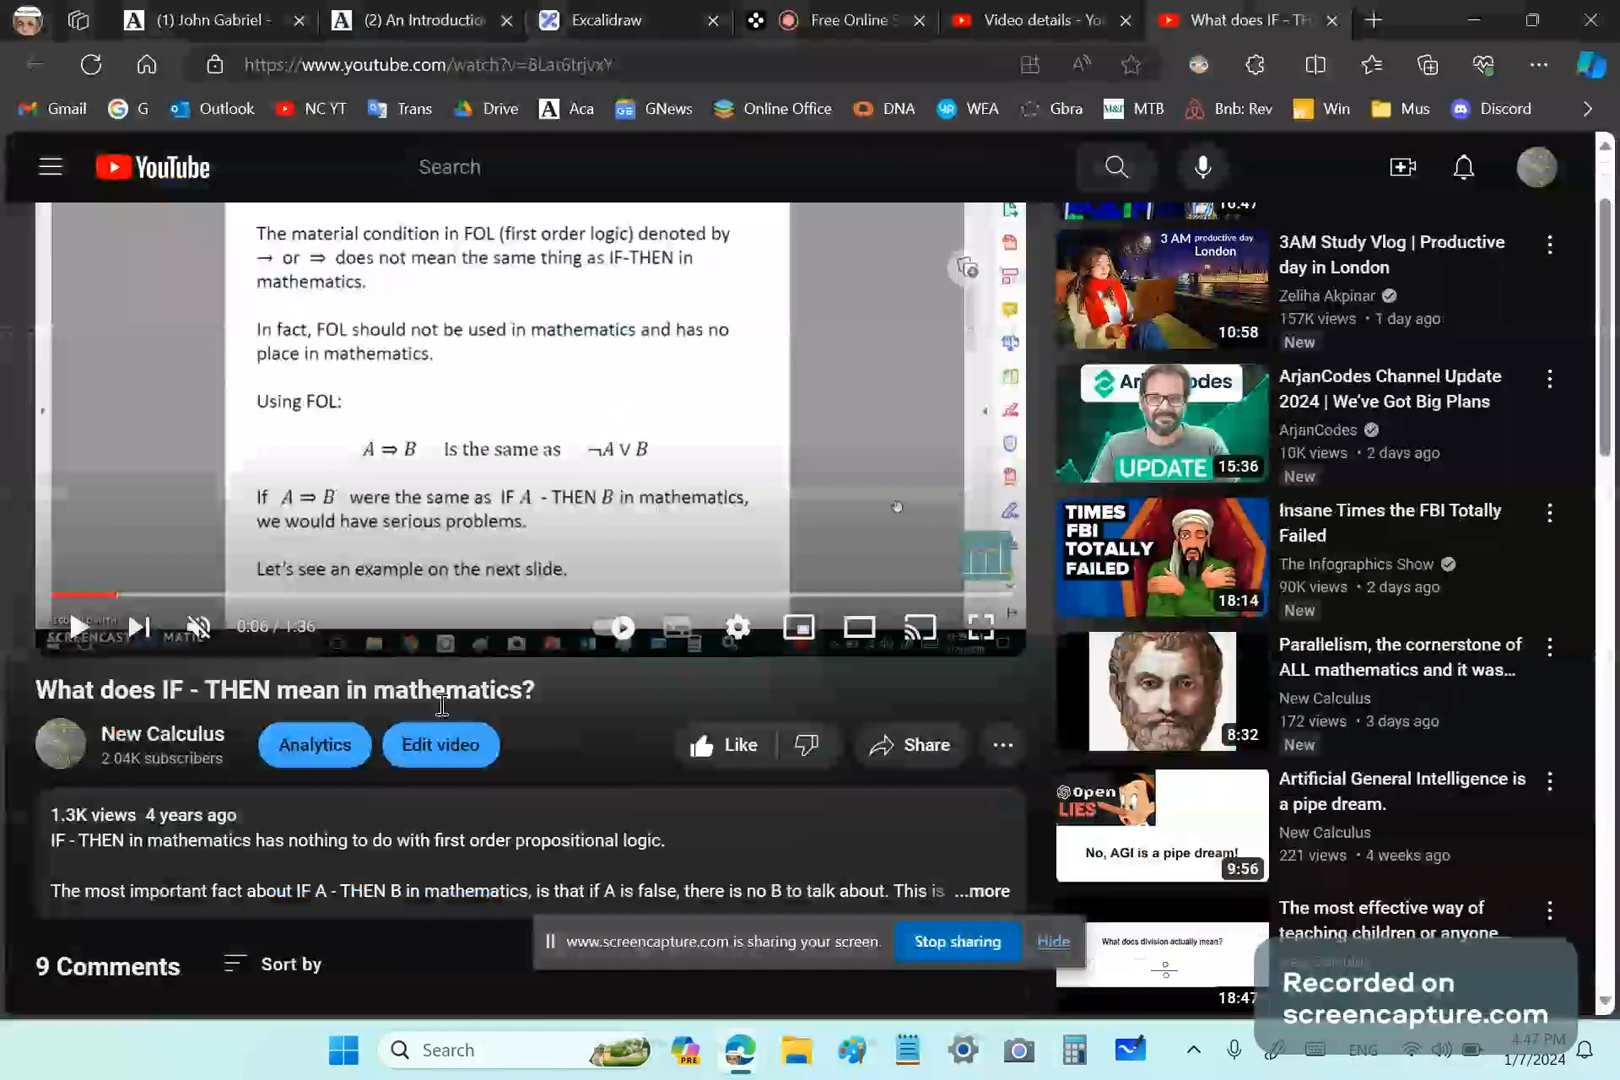 (1) John Gabriel -
(2) An Introductio
Excalidraw
Free Online S
Video details - Yo
What does IF - TH
https://www.youtube.com/watch?v=
Gmail G Outlook NC YT Trans Drive Aca GNews Online Office DNA WEA Gbra MTB Bnb: Rev Win Mus Discord
YouTube
Search
The material condition in FOL (first order logic) denoted by
→ or ⇒ does not mean the same thing as IF-THEN in
mathematics.
In fact, FOL should not be used in mathematics and has no
place in mathematics.
Using FOL:
A ⇒ B is the same as ¬A ∨ B
If A ⇒ B were the same as IF A - THEN B in mathematics,
we would have serious problems.
Let's see an example on the next slide.
SCREENCAST
MATIC
0:06 / 1:36
What does IF - THEN mean in mathematics?
New Calculus
2.04K subscribers
Analytics
Edit video
Like
Share
1.3K views 4 years ago
IF - THEN in mathematics has nothing to do with first order propositional logic.
The most important fact about IF A - THEN B in mathematics, is that if A is false, there is no B to talk about. This is ...more
9 Comments
Sort by
www.screencapture.com is sharing your screen.
Stop sharing
Hide
16:47
3 AM productive day
London
10:58
3AM Study Vlog | Productive
day in London
Zeliha Akpinar
157K views • 1 day ago
New
UPDATE
15:36
ArjanCodes Channel Update
2024 | We've Got Big Plans
ArjanCodes
10K views • 2 days ago
New
TIMES
FBI
TOTALLY
FAILED
18:14
Insane Times the FBI Totally
Failed
The Infographics Show
90K views • 2 days ago
New
8:32
Parallelism, the cornerstone of
ALL mathematics and it was...
New Calculus
172 views • 3 days ago
New
Open
LIES
No, AGI is a pipe dream!
9:56
Artificial General Intelligence is
a pipe dream.
New Calculus
221 views • 4 weeks ago
What does division actually mean?
18:47
The most effective way of
teaching children or anyone
Recorded on
screencapture.com
Search
PRE
ENG
4:47 PM
1/7/2024